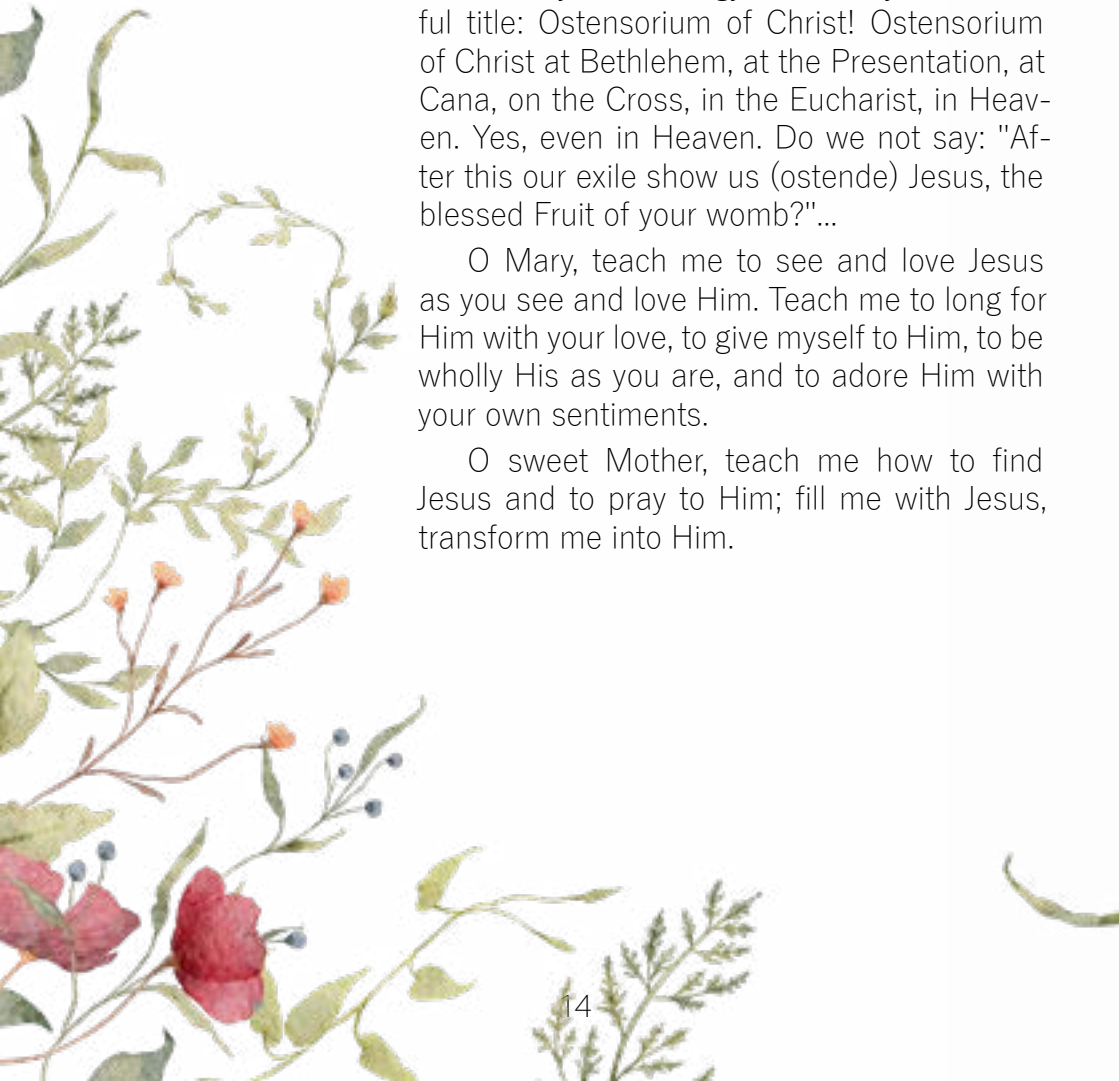 ful title: Ostensorium of Christ! Ostensorium
of Christ at Bethlehem, at the Presentation, at
Cana, on the Cross, in the Eucharist, in Heav-
en. Yes, even in Heaven. Do we not say: "Af-
ter this our exile show us (ostende) Jesus, the
blessed Fruit of your womb?"...
O Mary, teach me to see and love Jesus
as you see and love Him. Teach me to long for
Him with your love, to give myself to Him, to be
wholly His as you are, and to adore Him with
your own sentiments.
O sweet Mother, teach me how to find
Jesus and to pray to Him; fill me with Jesus,
transform me into Him.
14